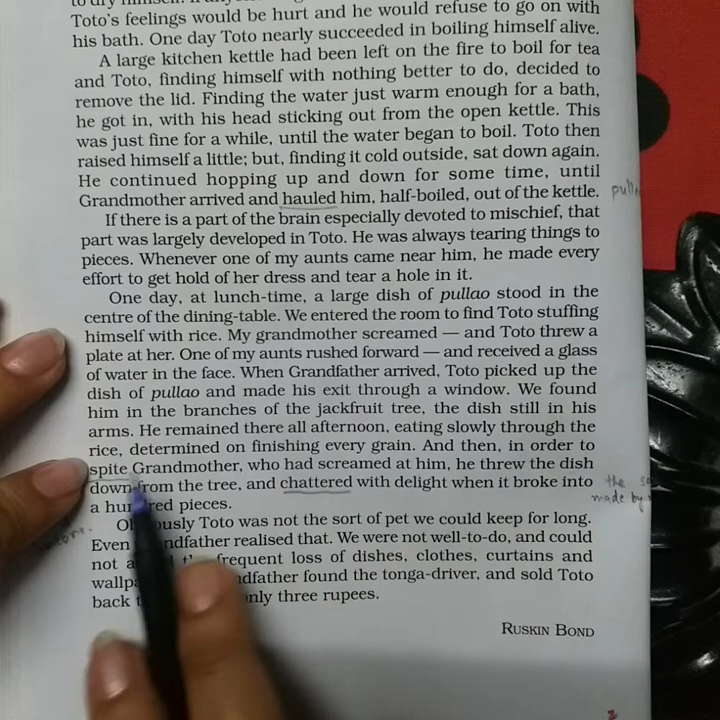 Toto's feelings would be hurt and he would refuse to go on with
his bath. One day Toto nearly succeeded in boiling himself alive.
A large kitchen kettle had been left on the fire to boil for tea
and Toto, finding himself with nothing better to do, decided to
remove the lid. Finding the water just warm enough for a bath,
he got in, with his head sticking out from the open kettle. This
was just fine for a while, until the water began to boil. Toto then
raised himself a little; but, finding it cold outside, sat down again.
He continued hopping up and down for some time, until
Grandmother arrived and hauled him, half-boiled, out of the kettle.
If there is a part of the brain especially devoted to mischief, that
part was largely developed in Toto. He was always tearing things to
pieces. Whenever one of my aunts came near him, he made every
effort to get hold of her dress and tear a hole in it.
One day, at lunch-time, a large dish of pullao stood in the
centre of the dining-table. We entered the room to find Toto stuffing
himself with rice. My grandmother screamed — and Toto threw a
plate at her. One of my aunts rushed forward — and received a glass
of water in the face. When Grandfather arrived, Toto picked up the
dish of pullao and made his exit through a window. We found
him in the branches of the jackfruit tree, the dish still in his
arms. He remained there all afternoon, eating slowly through the
rice, determined on finishing every grain. And then, in order to
spite Grandmother, who had screamed at him, he threw the dish
down from the tree, and chattered with delight when it broke into the
made by
a pieces.
Toto was not the sort of pet we could keep for long.
Even realised that. We were not well-to-do, and could
not frequent loss of dishes, clothes, curtains and
found the tonga-driver, and sold Toto
back only three rupees.
RUSKIN BOND